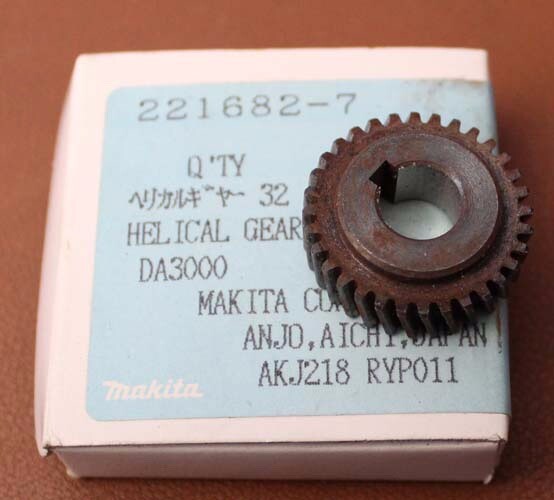 221682-7
Q'TY
ヘリカルギヤー 32
HELICAL GEAR
DA3000
MAKITA
ANJO,AICHI,JAPAN
AKJ218 RYP011
makita